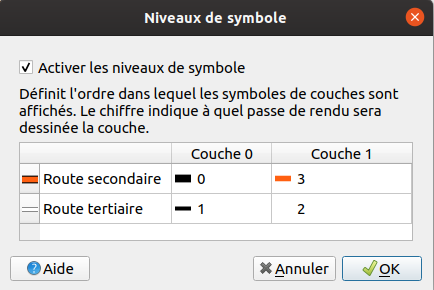 Niveaux de symbole
Activer les niveaux de symbole
Définit l'ordre dans lequel les symboles de couches sont
affichés. Le chiffre indique à quel passe de rendu sera
dessinée la couche.
Couche 0 Couche 1
Route secondaire 0 3
Route tertiaire 1 2
Aide Annuler OK